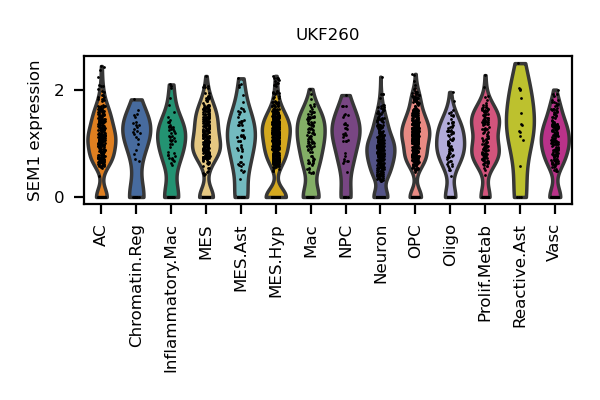 UKF260
SEM1 expression
2
0
AC
Chromatin.Reg
Inflammatory.Mac
MES
MES.Ast
MES.Hyp
Mac
NPC
Neuron
OPC
Oligo
Prolif.Metab
Reactive.Ast
Vasc